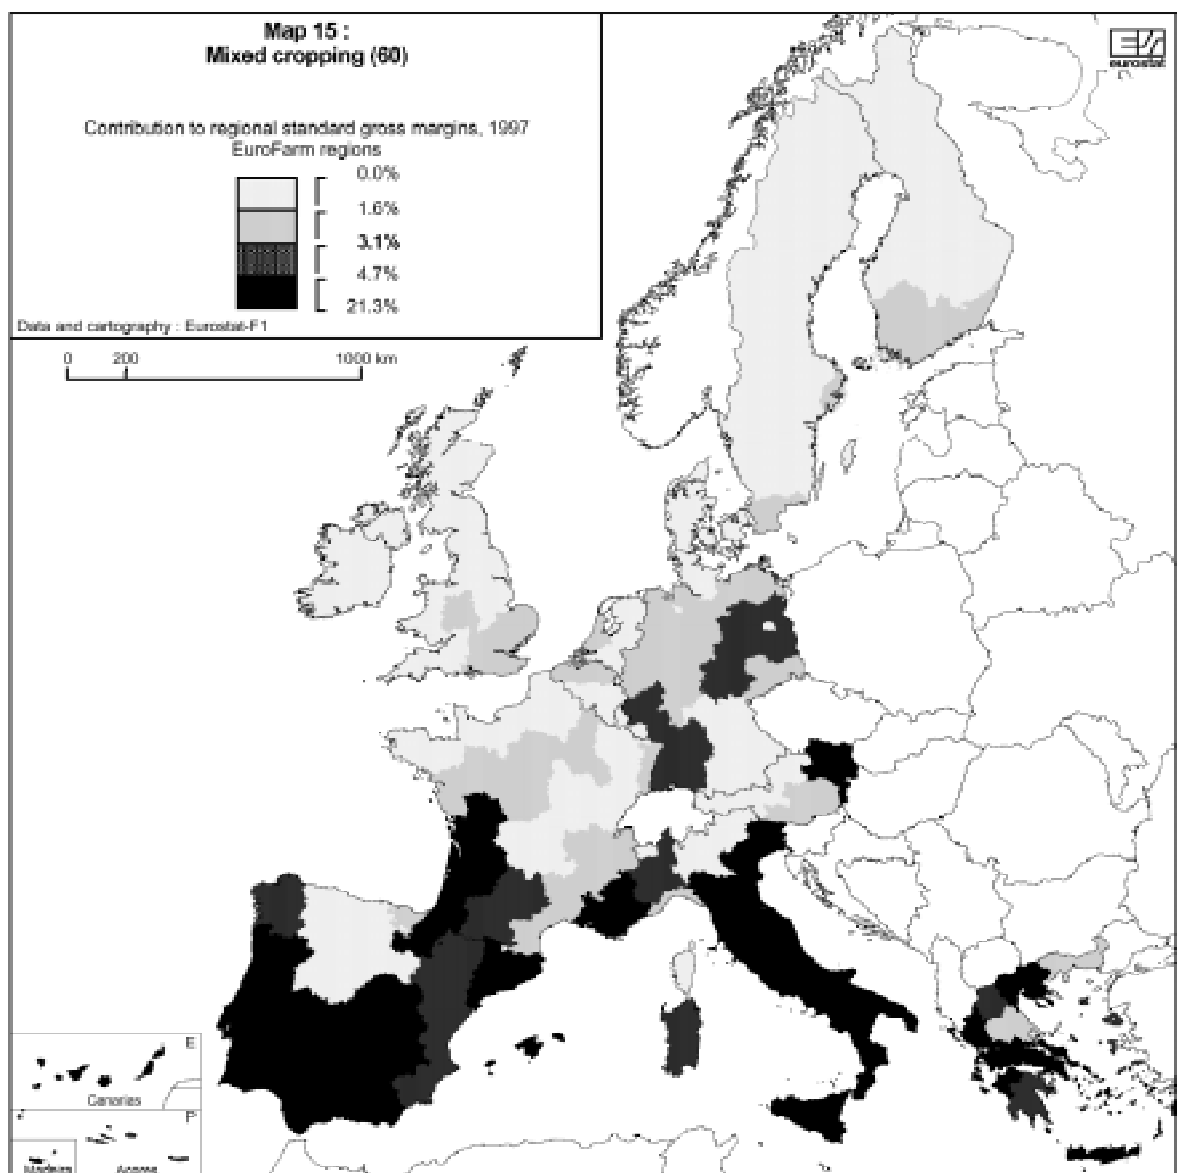 Map 15 :
Mixed cropping (60)
eurostat
Contribution to regional standard gross margins, 1997
EuroFarm regions
0.0%
1.6%
3.1%
4.7%
21.3%
Data and cartography : Eurostat-F1
0 200 1000 km
E
Canarias
P